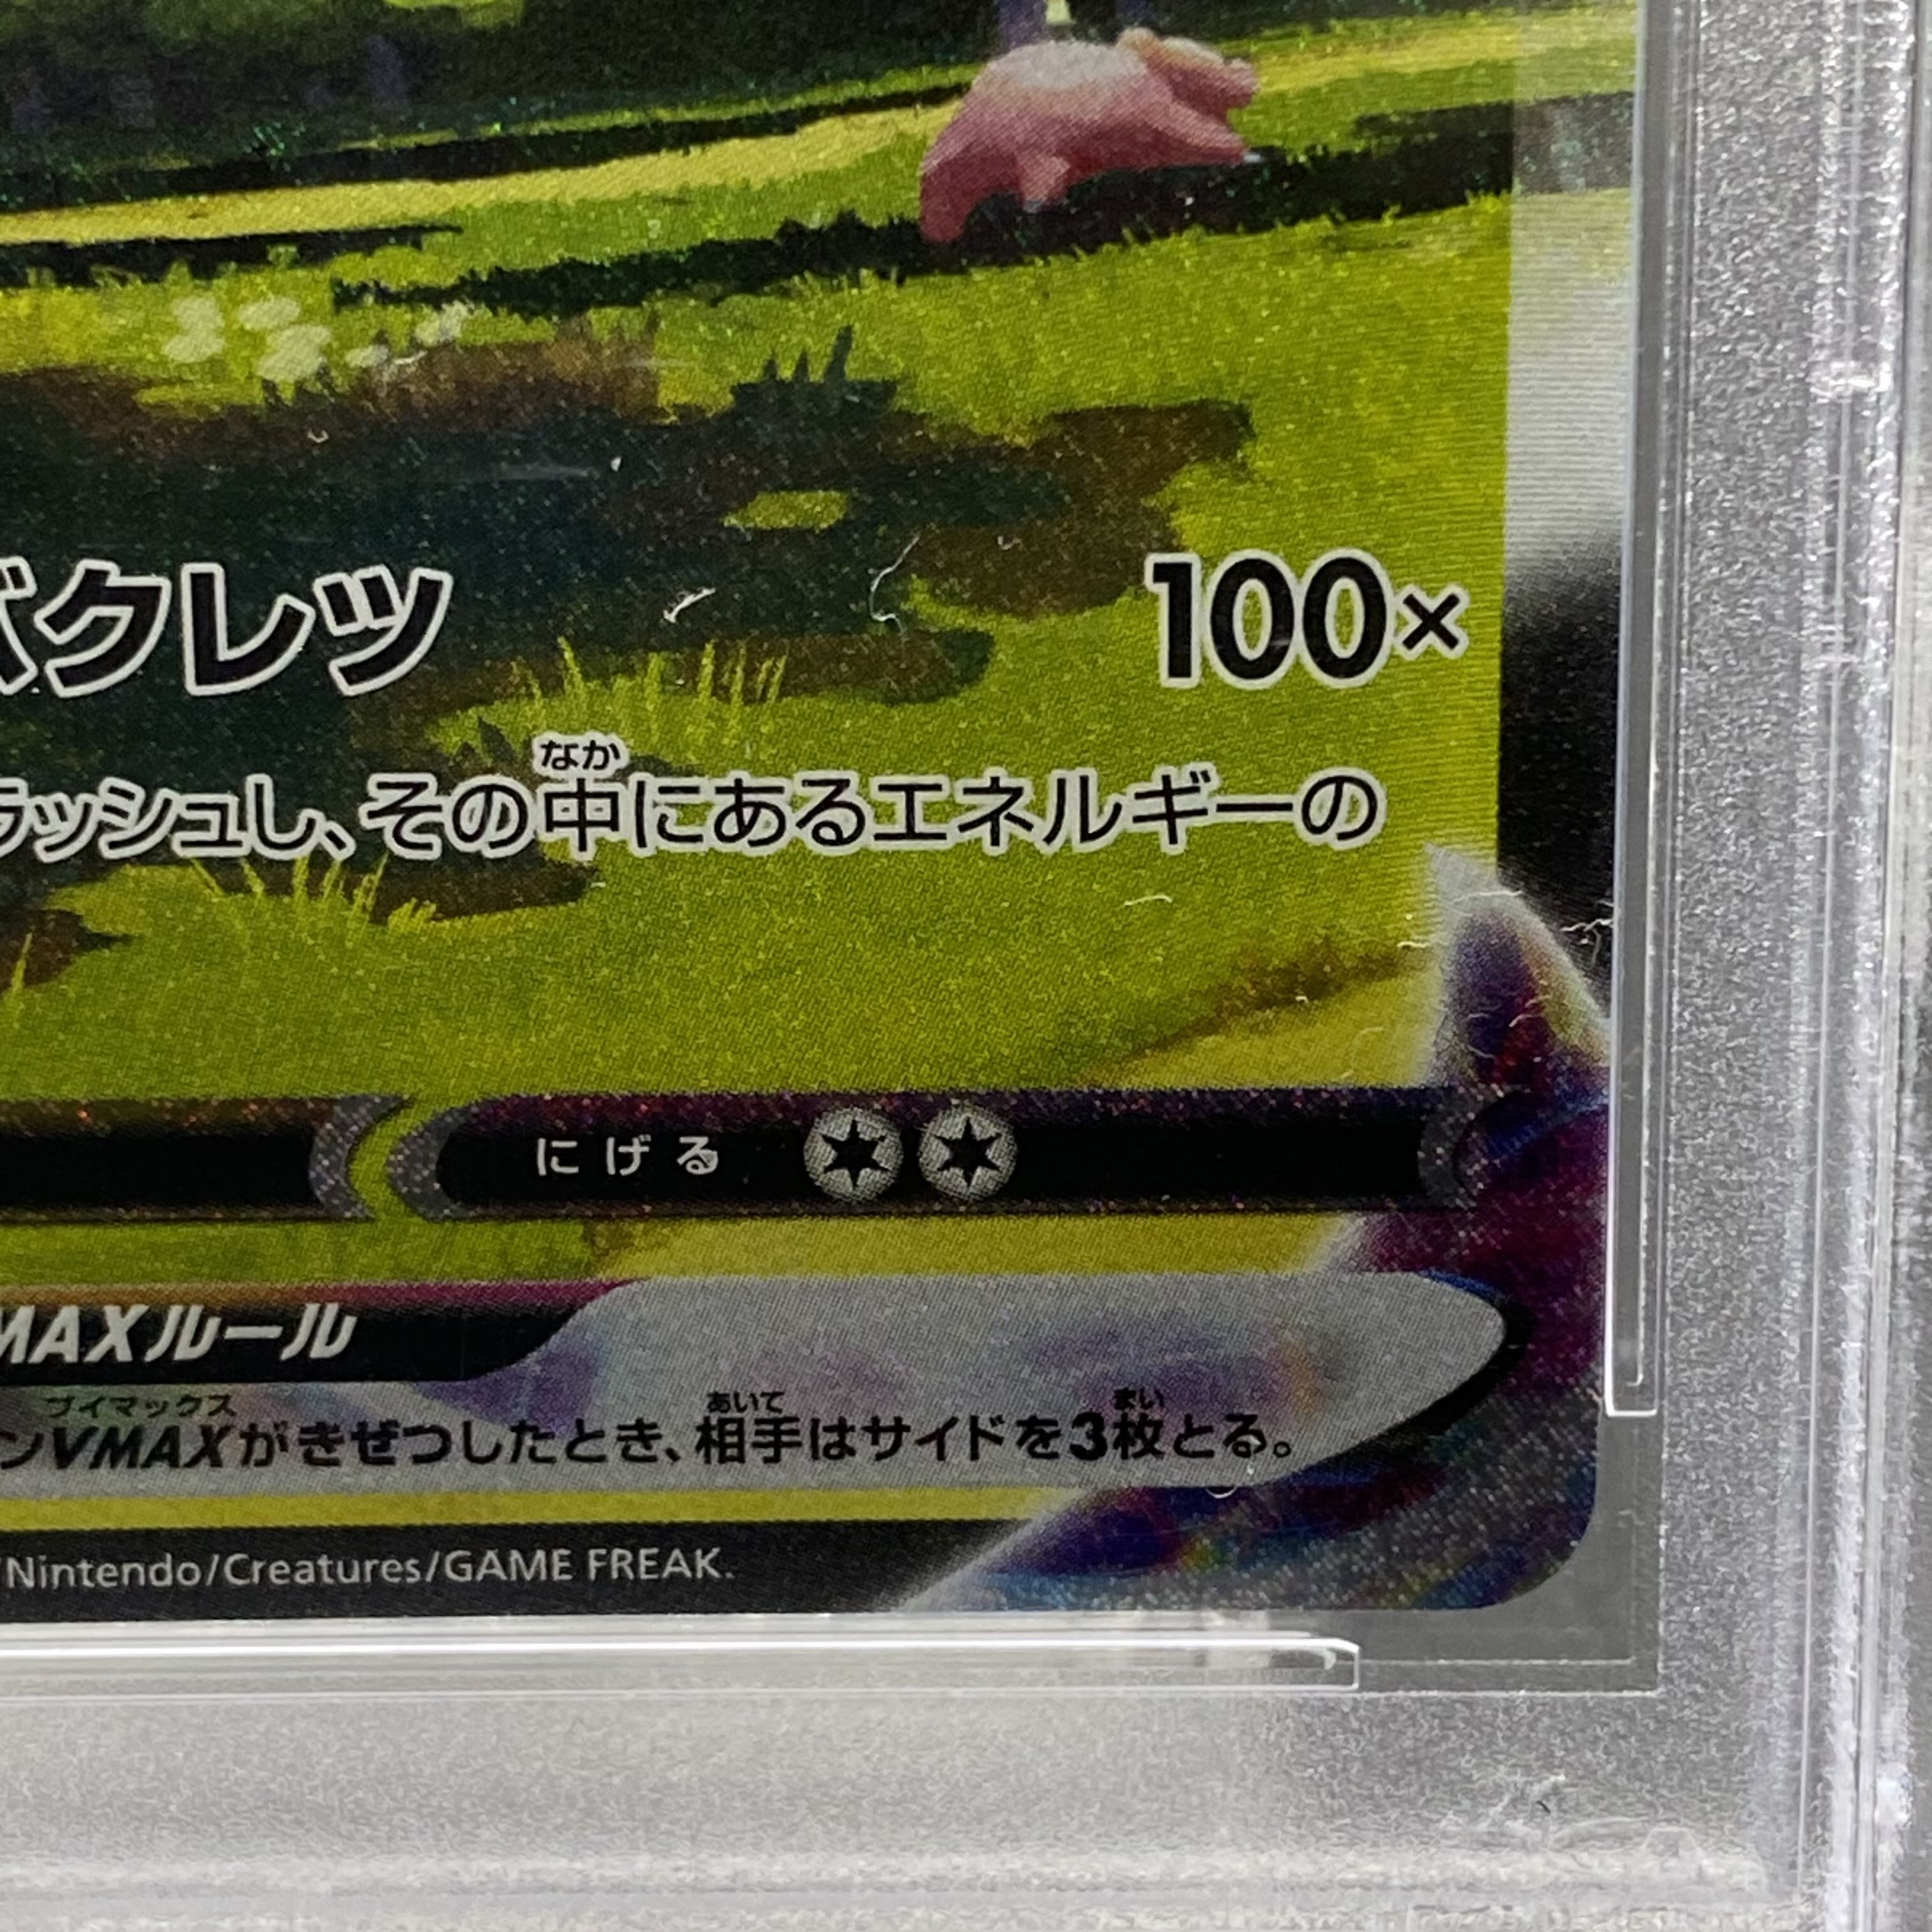 バクレツ 100×
ラッシュし、その中にあるエネルギーの
なか
にげる
MAXルール
ンVMAXがきぜつしたとき、相手はサイドを3枚とる。
ブイマックス あいて まい
/Nintendo/Creatures/GAME FREAK.